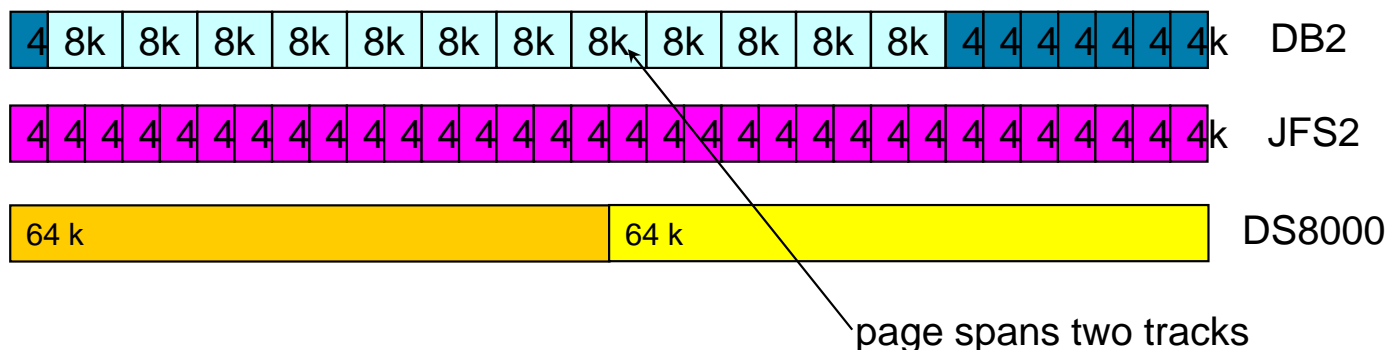 4 8k 8k 8k 8k 8k 8k 8k 8k 8k 8k 8k 8k 4 4 4 4 4 4 4k DB2
4 4 4 4 4 4 4 4 4 4 4 4 4 4 4 4 4 4 4 4 4 4 4 4 4 4 4 4 4 4 4 4k JFS2
64 k 64 k DS8000
page spans two tracks